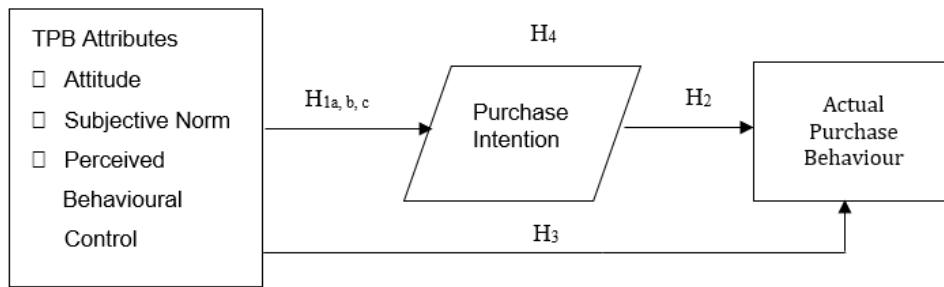 TPB Attributes
□ Attitude
□ Subjective Norm
□ Perceived
Behavioural
Control
H1a, b, c
H4
Purchase
Intention
H2
Actual
Purchase
Behaviour
H3